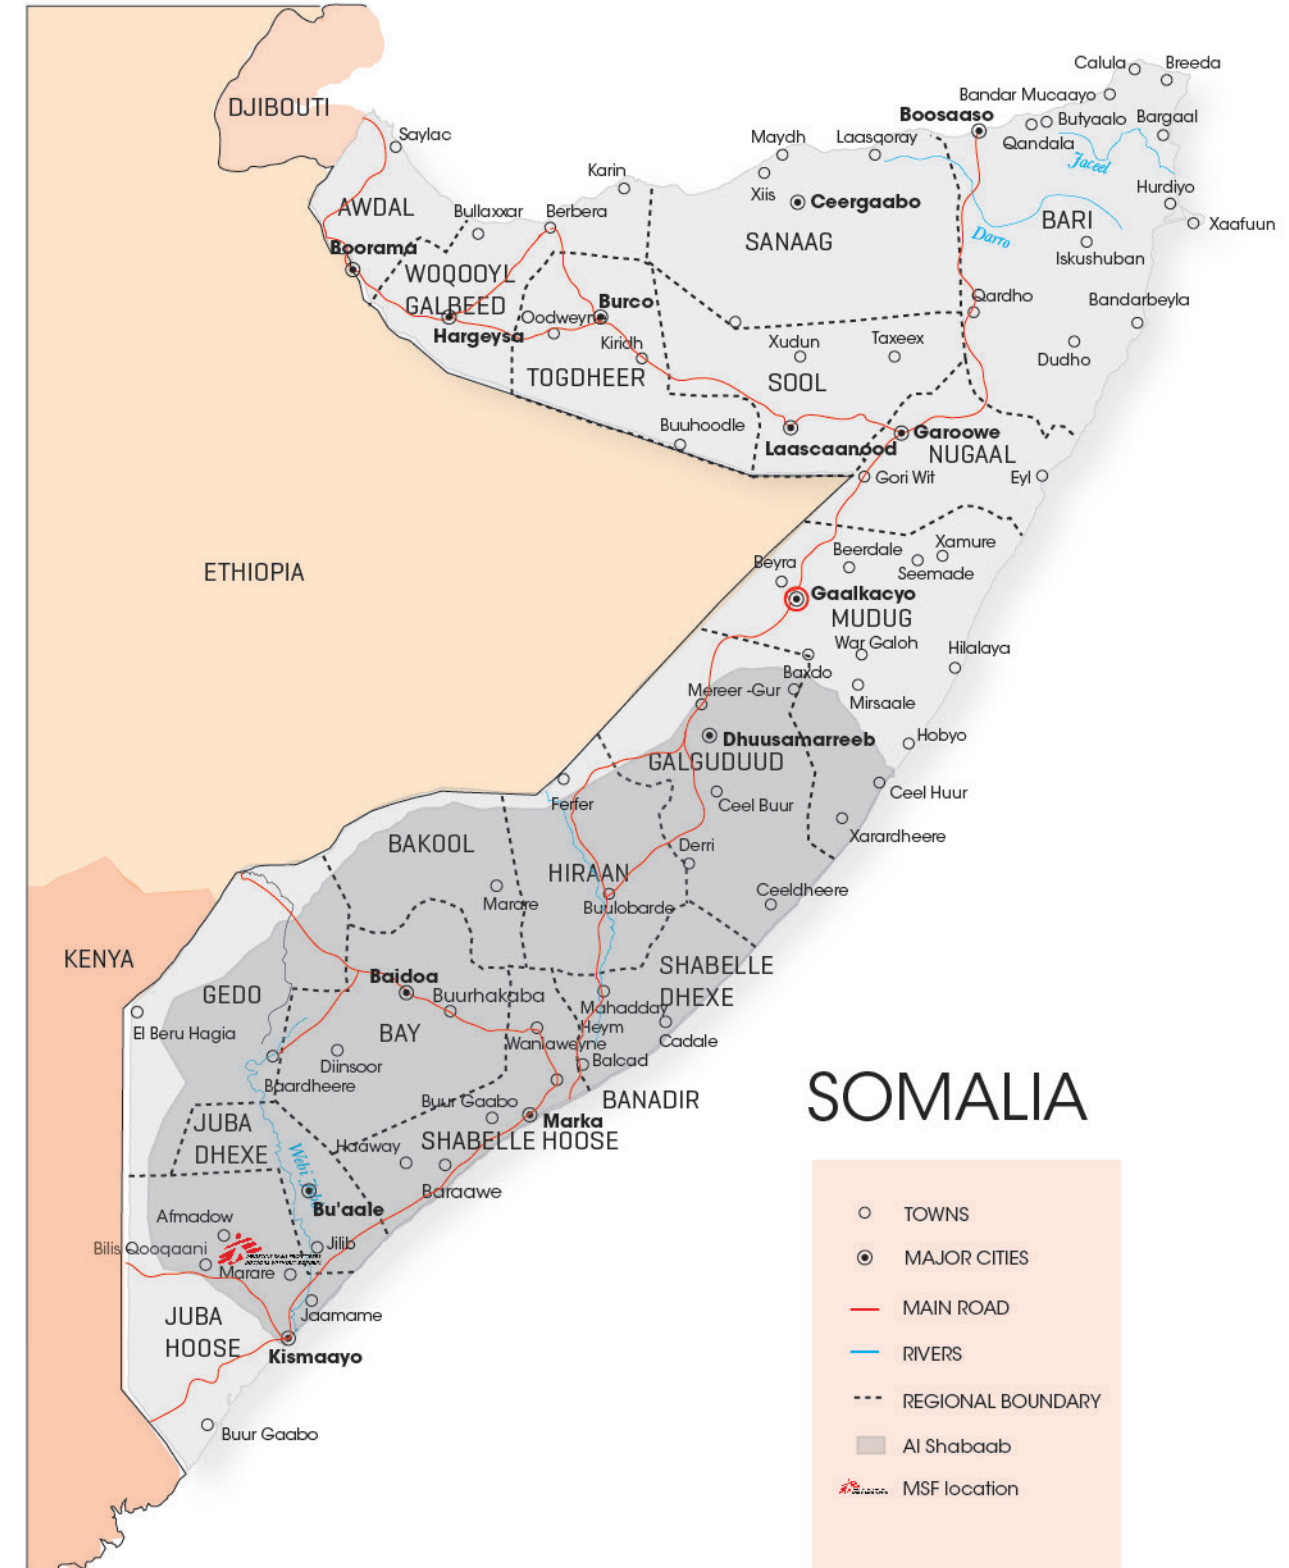 Calula
Breeda
Bandar Mucaayo
DJIBOUTI
Boosaaso
Butyaalo
Bargaal
Saylac
Maydh
Laasqoray
Qandala
Jaceel
Karin
Xiis
Ceergaabo
Hurdiyo
AWDAL
Bullaxxar
Berbera
BARI
Xaafuun
Boorama
SANAAG
Darro
Iskushuban
WOQOOYL
GALBEED
Burco
Qardho
Bandarbeyla
Oodweyne
Hargeysa
Kiridh
Xudun
Taxeex
Dudho
TOGDHEER
SOOL
Buuhoodle
Garoowe
Laascaanood
NUGAAL
Gori Wit
Eyl
ETHIOPIA
Beerdale
Xamure
Beyra
Seemade
Gaalkacyo
MUDUG
War Galoh
Hilalaya
Baxdo
Mereer -Gur
Mirsaale
Dhuusamarreeb
Hobyo
GALGUDUUD
Ceel Huur
Ferfer
Ceel Buur
Xarardheere
BAKOOL
Derri
HIRAAN
Ceeldheere
Marare
Buulobarde
KENYA
SHABELLE
DHEXE
Baidoa
GEDO
Buurhakaba
Mahadday
Heym
El Beru Hagia
BAY
Wanlaweyne
Cadale
Diinsoor
Balcad
Baardheere
Buur Gaabo
BANADIR
JUBA
DHEXE
Marka
SHABELLE HOOSE
Haaway
Webi
Baraawe
Bu'aale
Afmadow
Bilis Qooqaani
Jilib
Marare
JUBA
HOOSE
Jaamame
Kismaayo
Buur Gaabo
SOMALIA
TOWNS
MAJOR CITIES
MAIN ROAD
RIVERS
REGIONAL BOUNDARY
Al Shabaab
MSF location